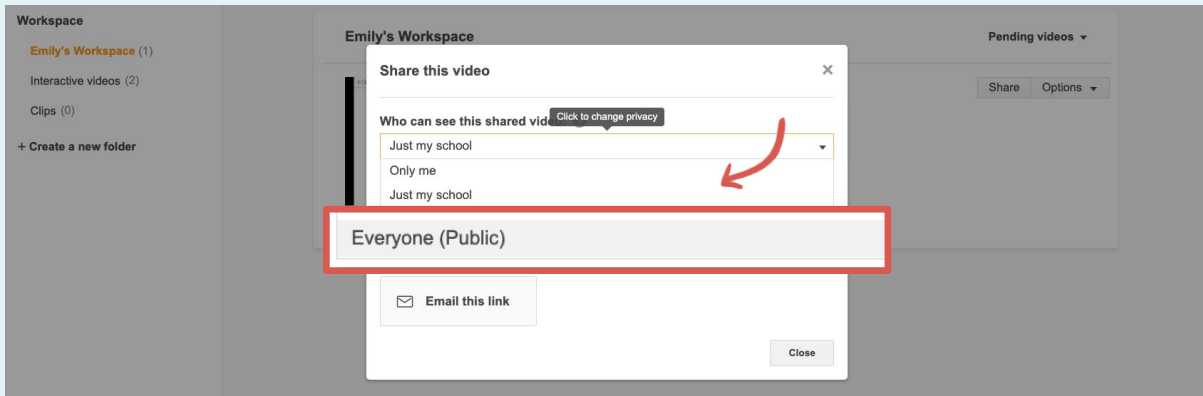 Workspace
Emily's Workspace (1)
Interactive videos (2)
Clips (0)
+ Create a new folder
Emily's Workspace
Pending videos
Share
Options
Share this video
×
Who can see this shared vide
Click to change privacy
Just my school
Only me
Just my school
Everyone (Public)
Email this link
Close